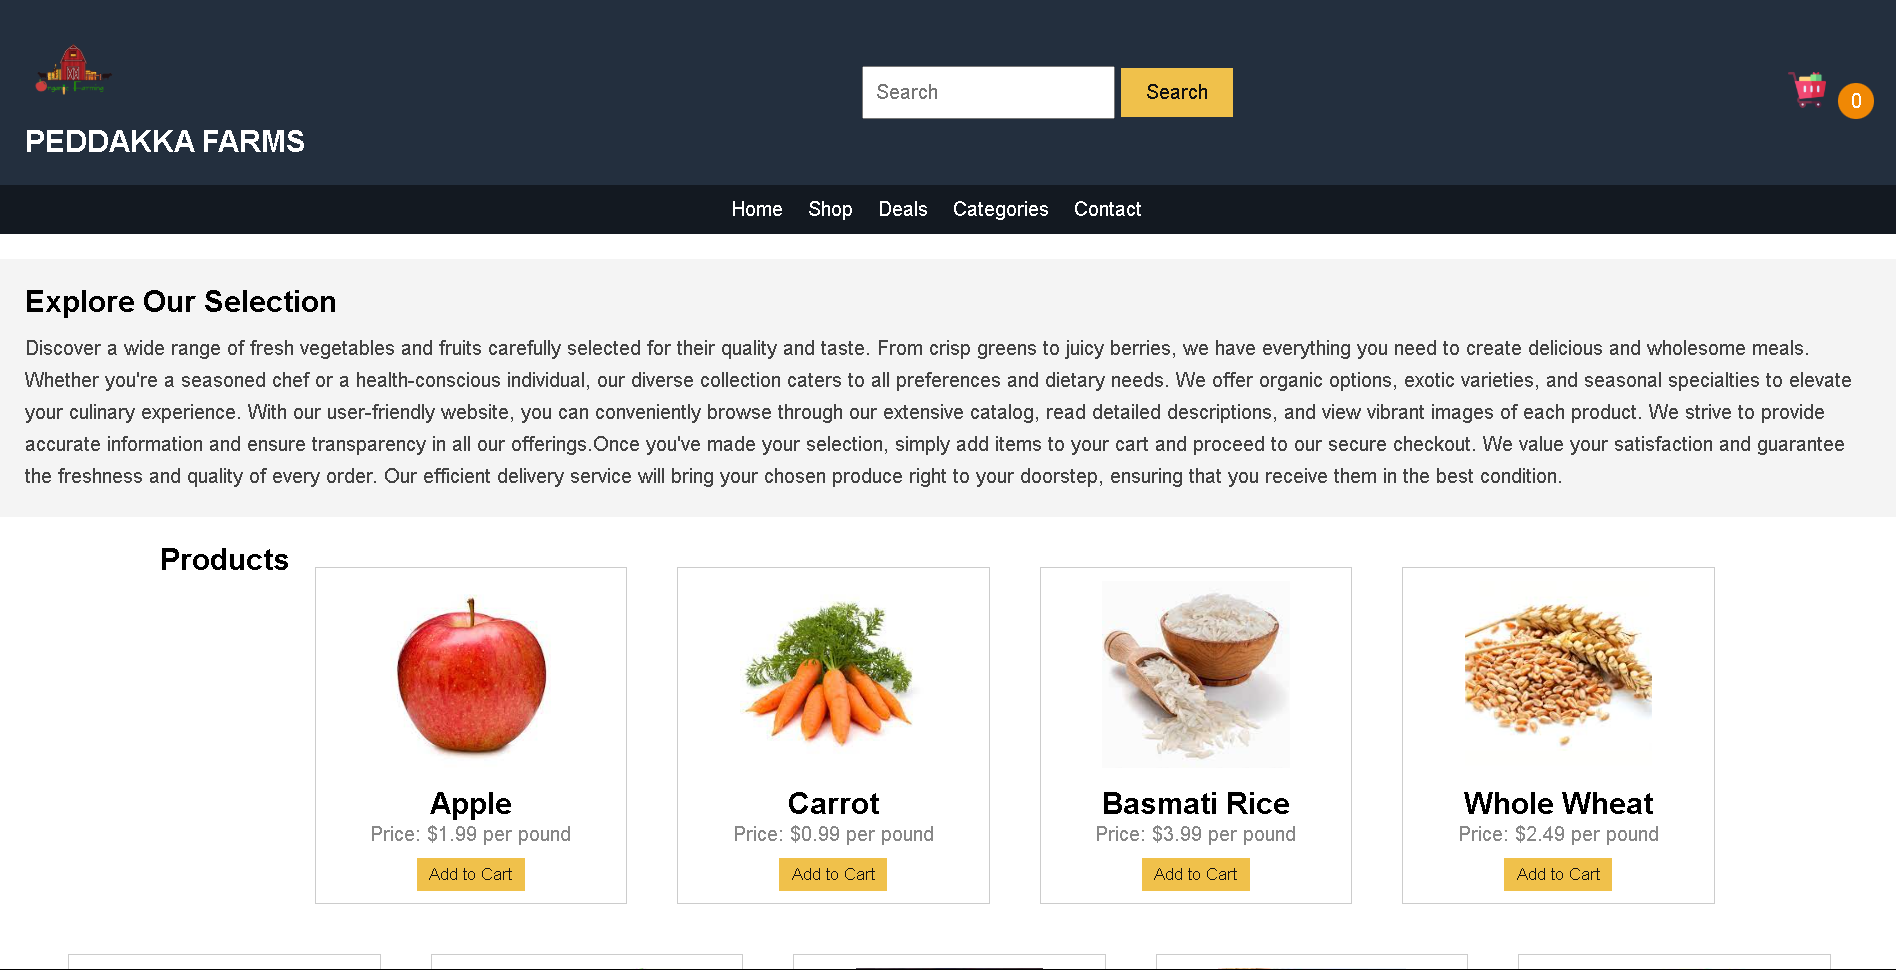 Organic Farming
PEDDAKKA FARMS
Search
Search
0
Home
Shop
Deals
Categories
Contact
Explore Our Selection
Discover a wide range of fresh vegetables and fruits carefully selected for their quality and taste. From crisp greens to juicy berries, we have everything you need to create delicious and wholesome meals.
Whether you're a seasoned chef or a health-conscious individual, our diverse collection caters to all preferences and dietary needs. We offer organic options, exotic varieties, and seasonal specialties to elevate
your culinary experience. With our user-friendly website, you can conveniently browse through our extensive catalog, read detailed descriptions, and view vibrant images of each product. We strive to provide
accurate information and ensure transparency in all our offerings.Once you've made your selection, simply add items to your cart and proceed to our secure checkout. We value your satisfaction and guarantee
the freshness and quality of every order. Our efficient delivery service will bring your chosen produce right to your doorstep, ensuring that you receive them in the best condition.
Products
Apple
Price: $1.99 per pound
Add to Cart
Carrot
Price: $0.99 per pound
Add to Cart
Basmati Rice
Price: $3.99 per pound
Add to Cart
Whole Wheat
Price: $2.49 per pound
Add to Cart